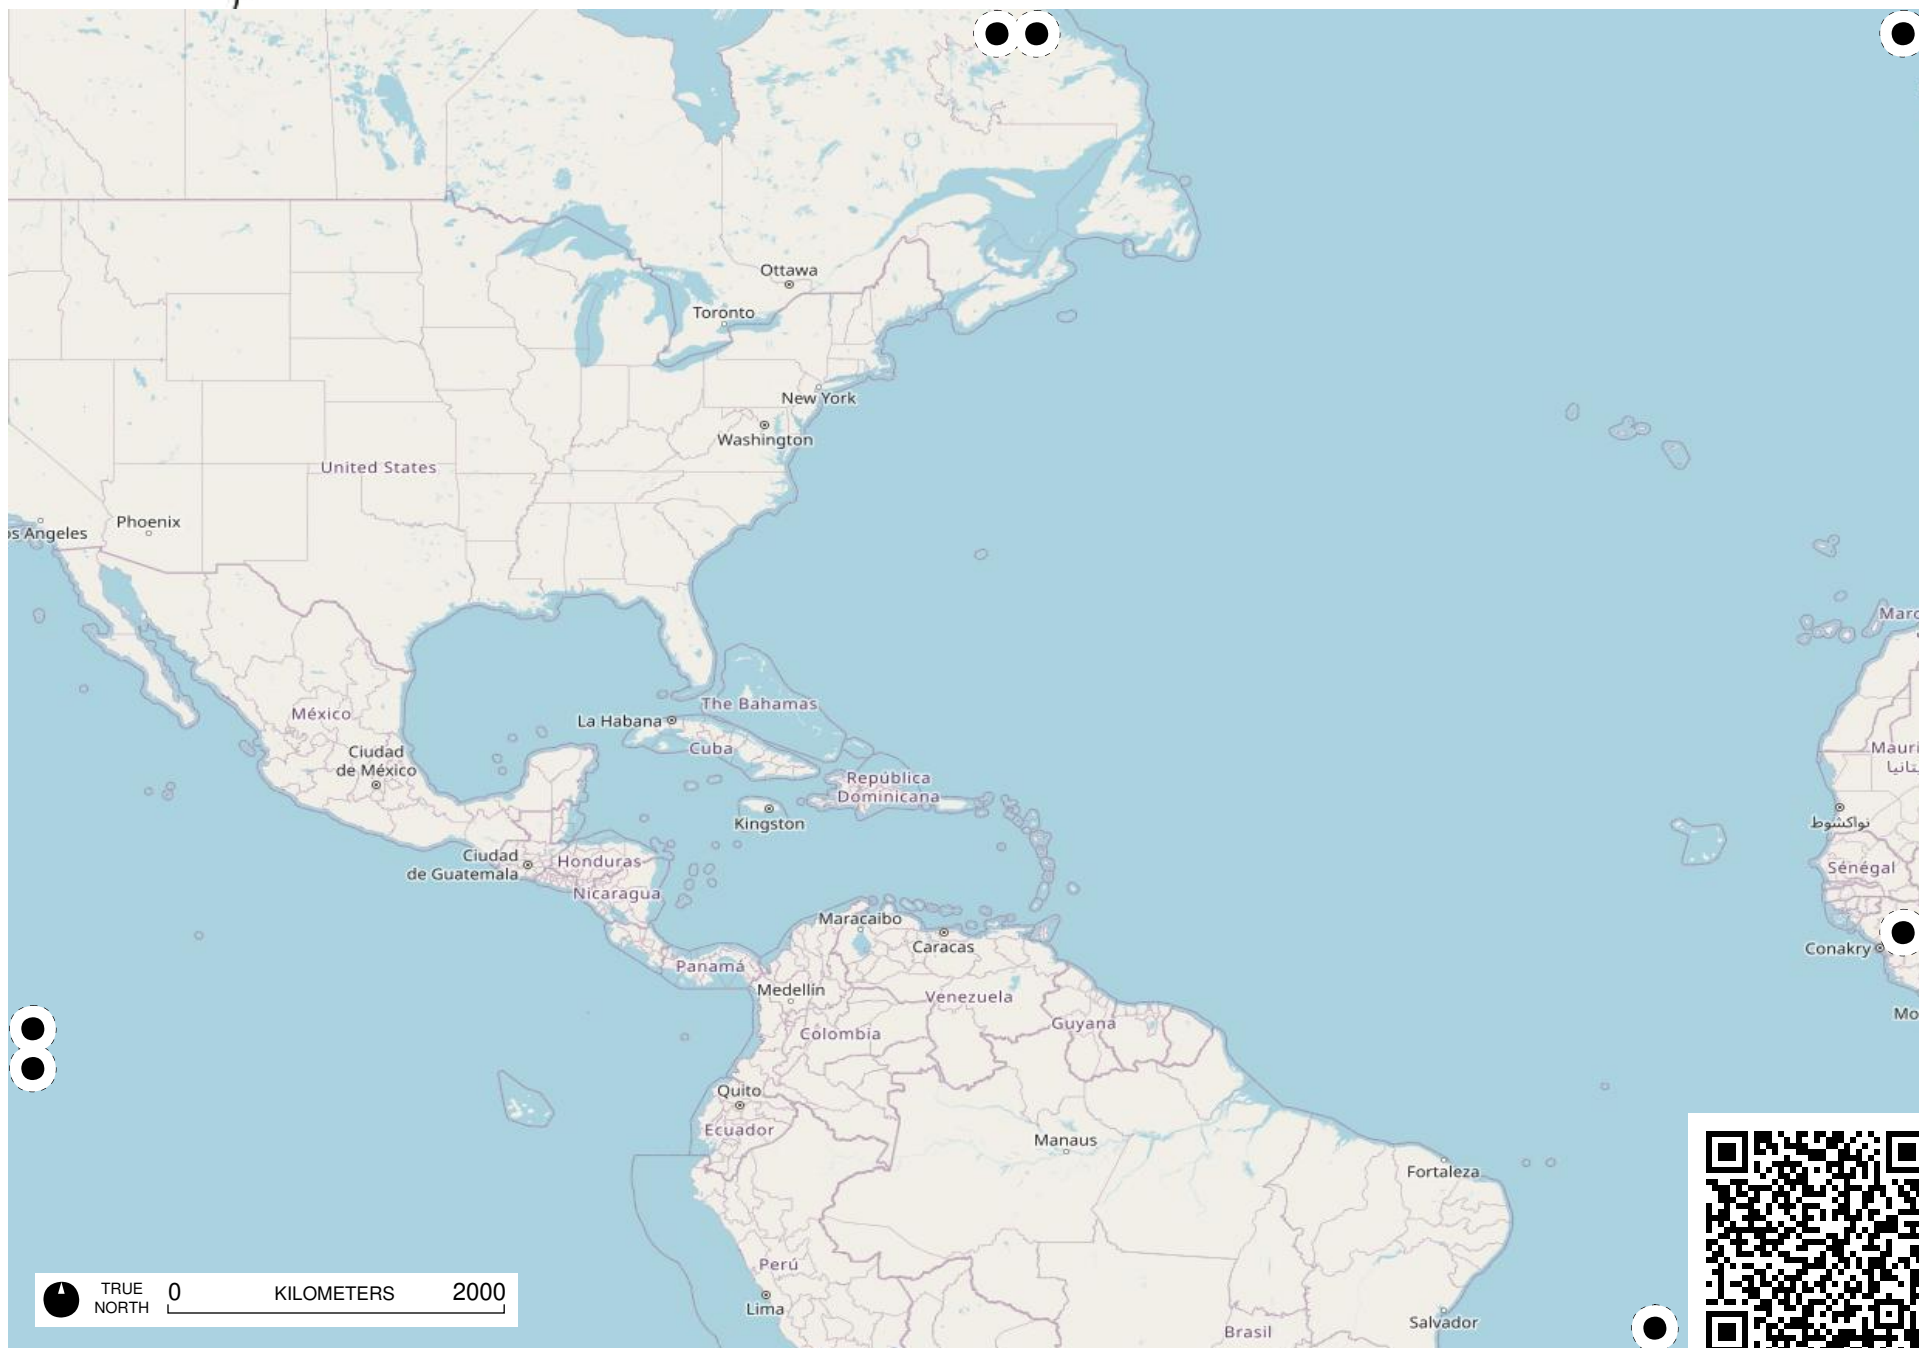 Ottawa
Toronto
New York
Washington
United States
Phoenix
os Angeles
Marc
The Bahamas
México
La Habana
Cuba
Mauri
Ciudad
de México
República
Dominicana
Kingston
نواكشوط
Ciudad
de Guatemala
Honduras
Sénégal
Nicaragua
Maracaibo
Caracas
Conakry
Panamá
Medellín
Venezuela
Mo
Guyana
Colombia
Quito
Ecuador
Manaus
Fortaleza
Perú
Lima
Salvador
Brasil
TRUE
NORTH
0 KILOMETERS 2000